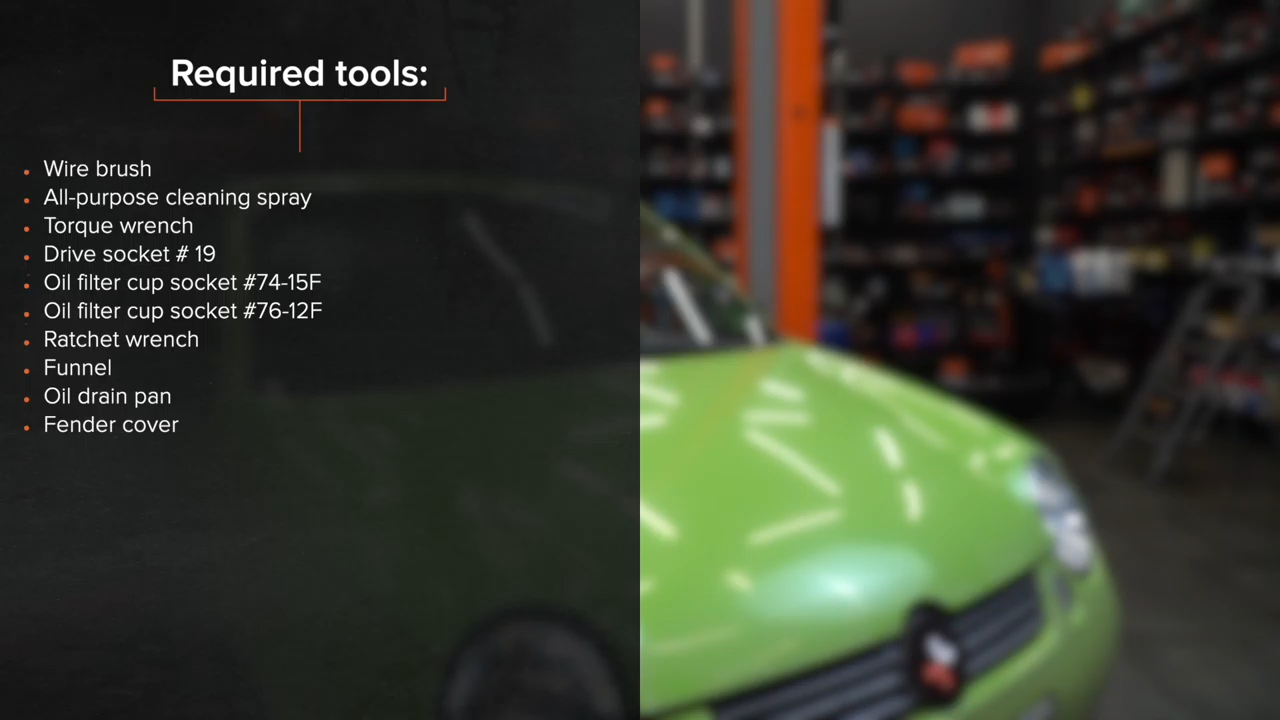 Required tools:
Wire brush
All-purpose cleaning spray
Torque wrench
Drive socket # 19
Oil filter cup socket #74-15F
Oil filter cup socket #76-12F
Ratchet wrench
Funnel
Oil drain pan
Fender cover